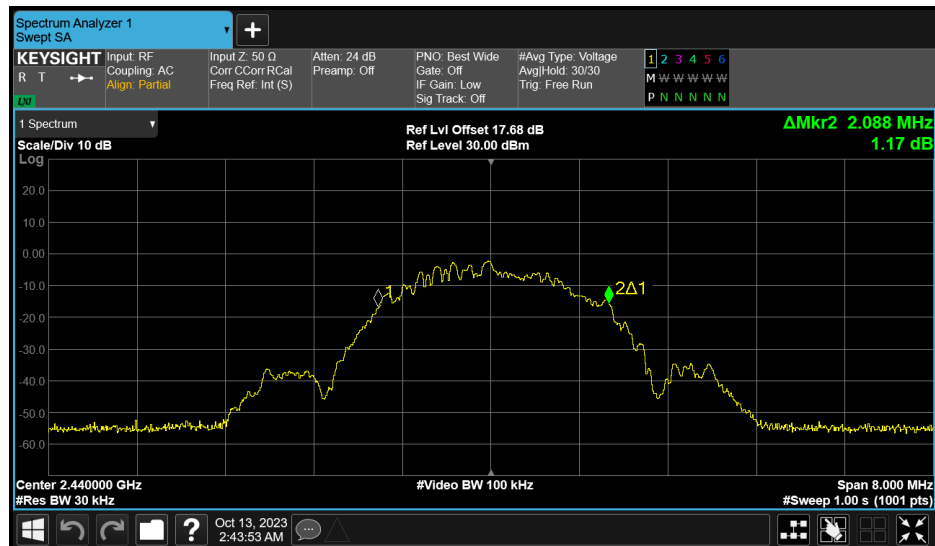 Spectrum Analyzer 1
Swept SA
+
KEYSIGHT
R T
LXI
Input: RF
Coupling: AC
Align: Partial
Input Z: 50 Ω
Corr CCorr RCal
Freq Ref: Int (S)
Atten: 24 dB
Preamp: Off
PNO: Best Wide
Gate: Off
IF Gain: Low
Sig Track: Off
#Avg Type: Voltage
Avg|Hold: 30/30
Trig: Free Run
1 2 3 4 5 6
M W W W W W
P N N N N N
1 Spectrum
Scale/Div 10 dB
Ref Lvl Offset 17.68 dB
Ref Level 30.00 dBm
ΔMkr2 2.088 MHz
1.17 dB
Log
20.0
10.0
0.00
-10.0
-20.0
-30.0
-40.0
-50.0
-60.0
1
2Δ1
Center 2.440000 GHz
#Res BW 30 kHz
#Video BW 100 kHz
Span 8.000 MHz
#Sweep 1.00 s (1001 pts)
?
Oct 13, 2023
2:43:53 AM